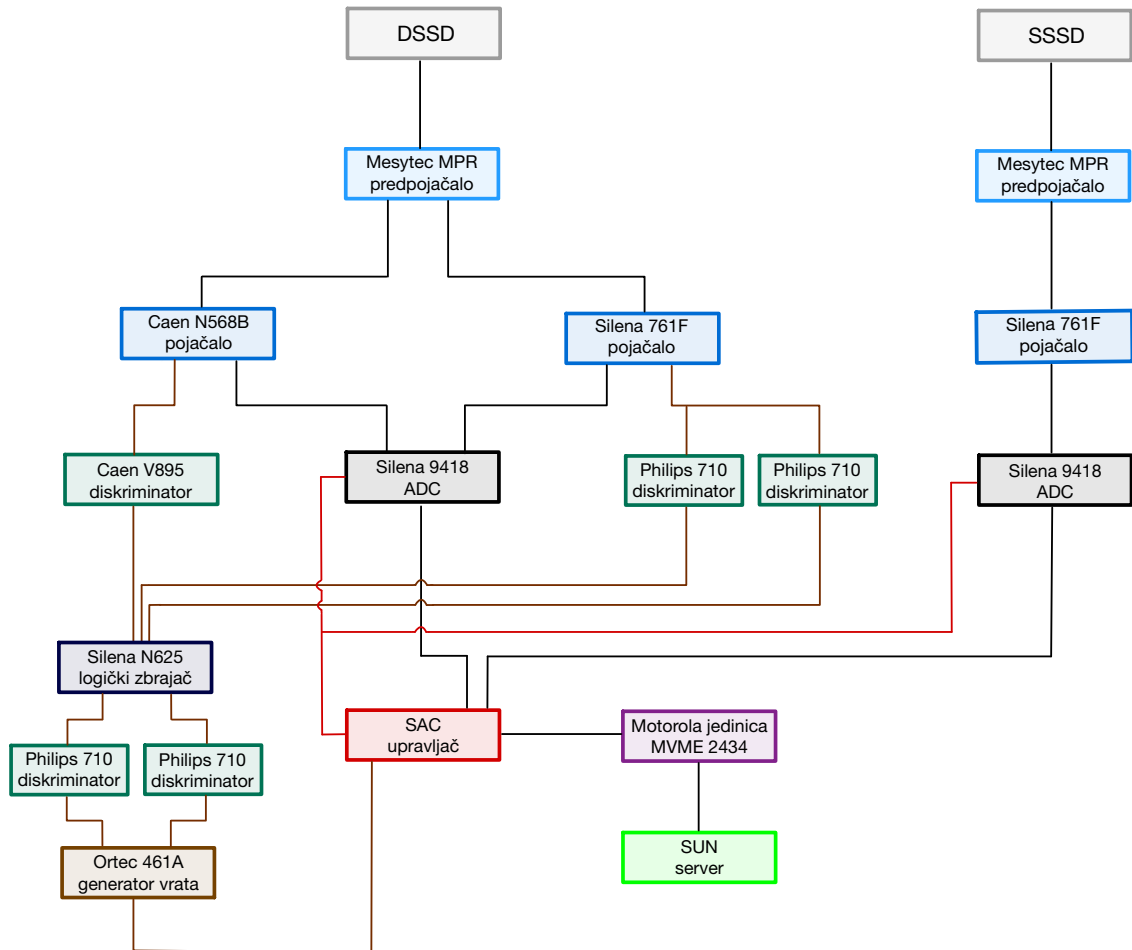 DSSD
SSSD
Mesytec MPR
predpojačalo
Mesytec MPR
predpojačalo
Caen N568B
pojačalo
Silena 761F
pojačalo
Silena 761F
pojačalo
Caen V895
diskriminator
Silena 9418
ADC
Philips 710
diskriminator
Philips 710
diskriminator
Silena 9418
ADC
Silena N625
logički zbrajač
SAC
upravljač
Motorola jedinica
MVME 2434
Philips 710
diskriminator
Philips 710
diskriminator
SUN
server
Ortec 461A
generator vrata